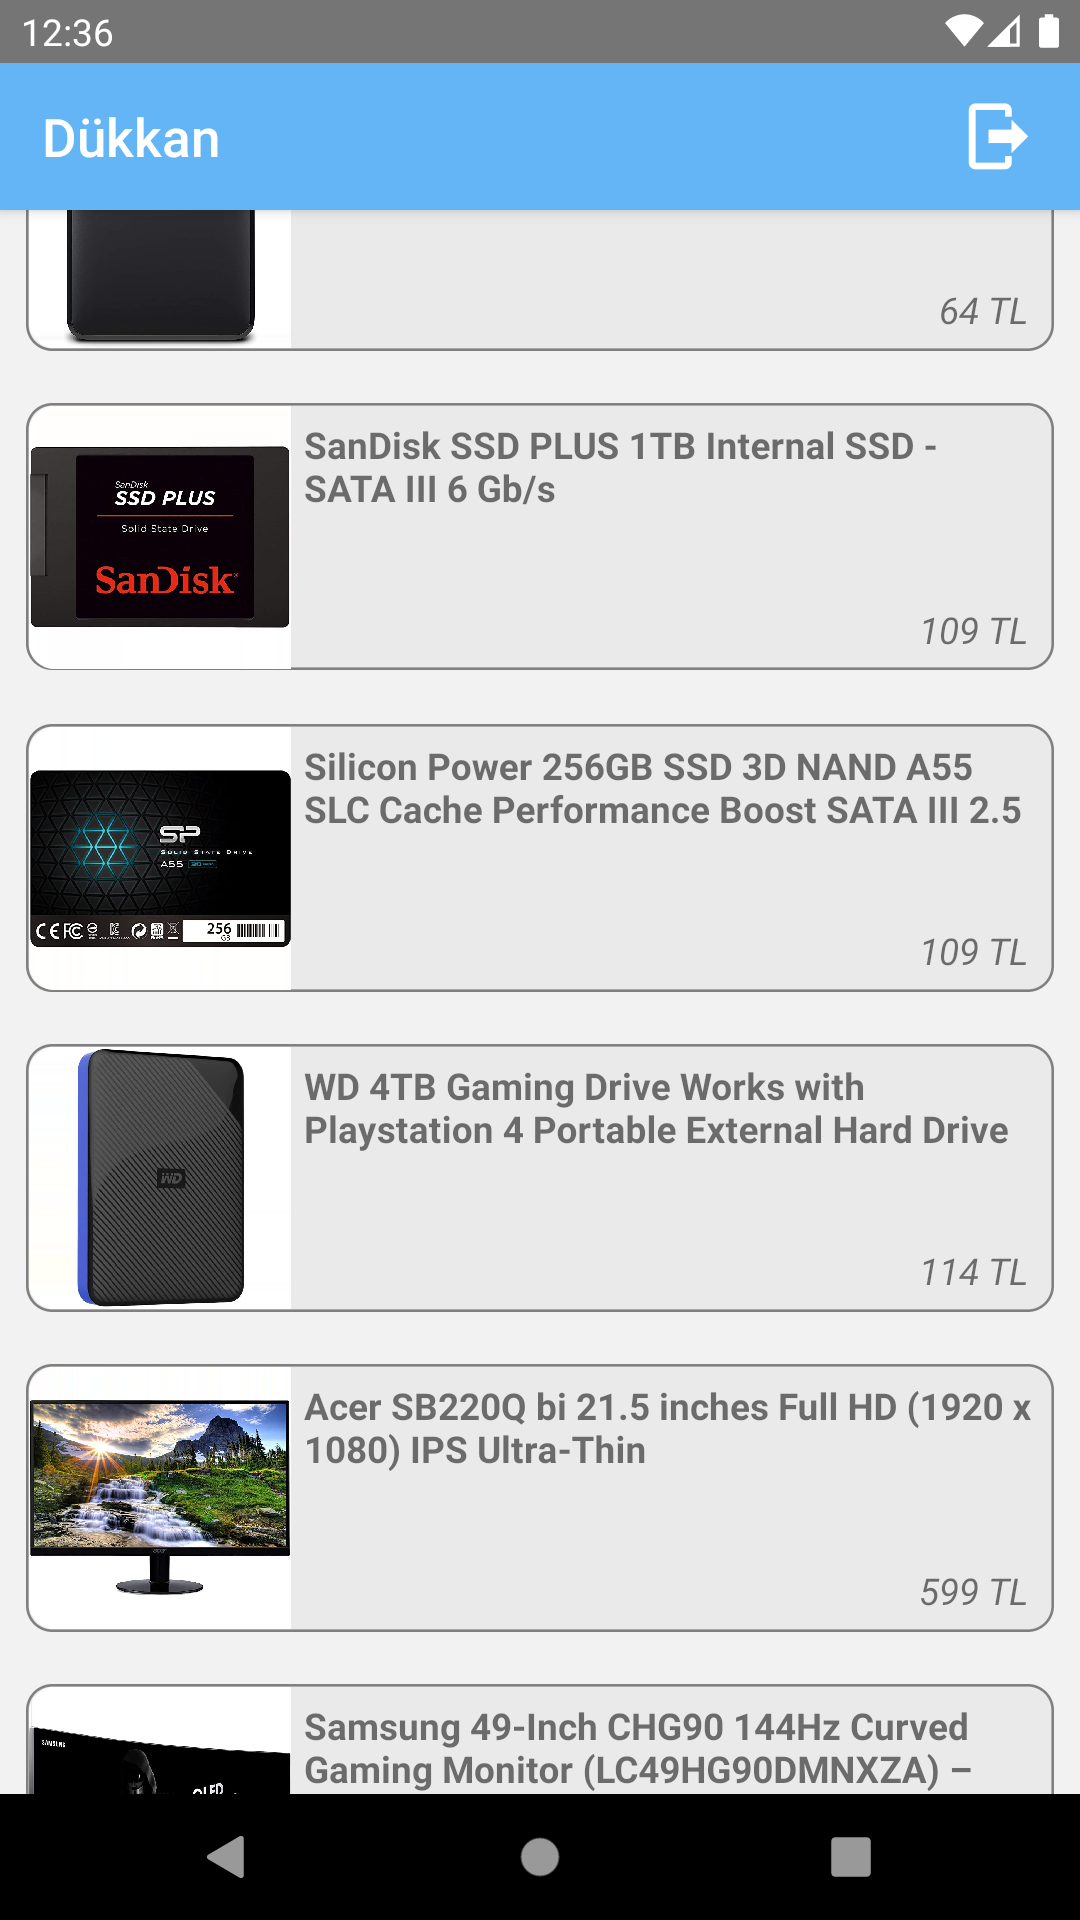 12:36
Dükkan
64 TL
SanDisk SSD PLUS 1TB Internal SSD -
SATA III 6 Gb/s
SanDisk
SSD PLUS
Solid State Drive
SanDisk
109 TL
Silicon Power 256GB SSD 3D NAND A55
SLC Cache Performance Boost SATA III 2.5
SP
SOLID STATE DRIVE
A55
256
GB
109 TL
WD 4TB Gaming Drive Works with
Playstation 4 Portable External Hard Drive
WD
114 TL
Acer SB220Q bi 21.5 inches Full HD (1920 x
1080) IPS Ultra-Thin
acer
599 TL
Samsung 49-Inch CHG90 144Hz Curved
Gaming Monitor (LC49HG90DMNXZA) –
SAMSUNG
QLED